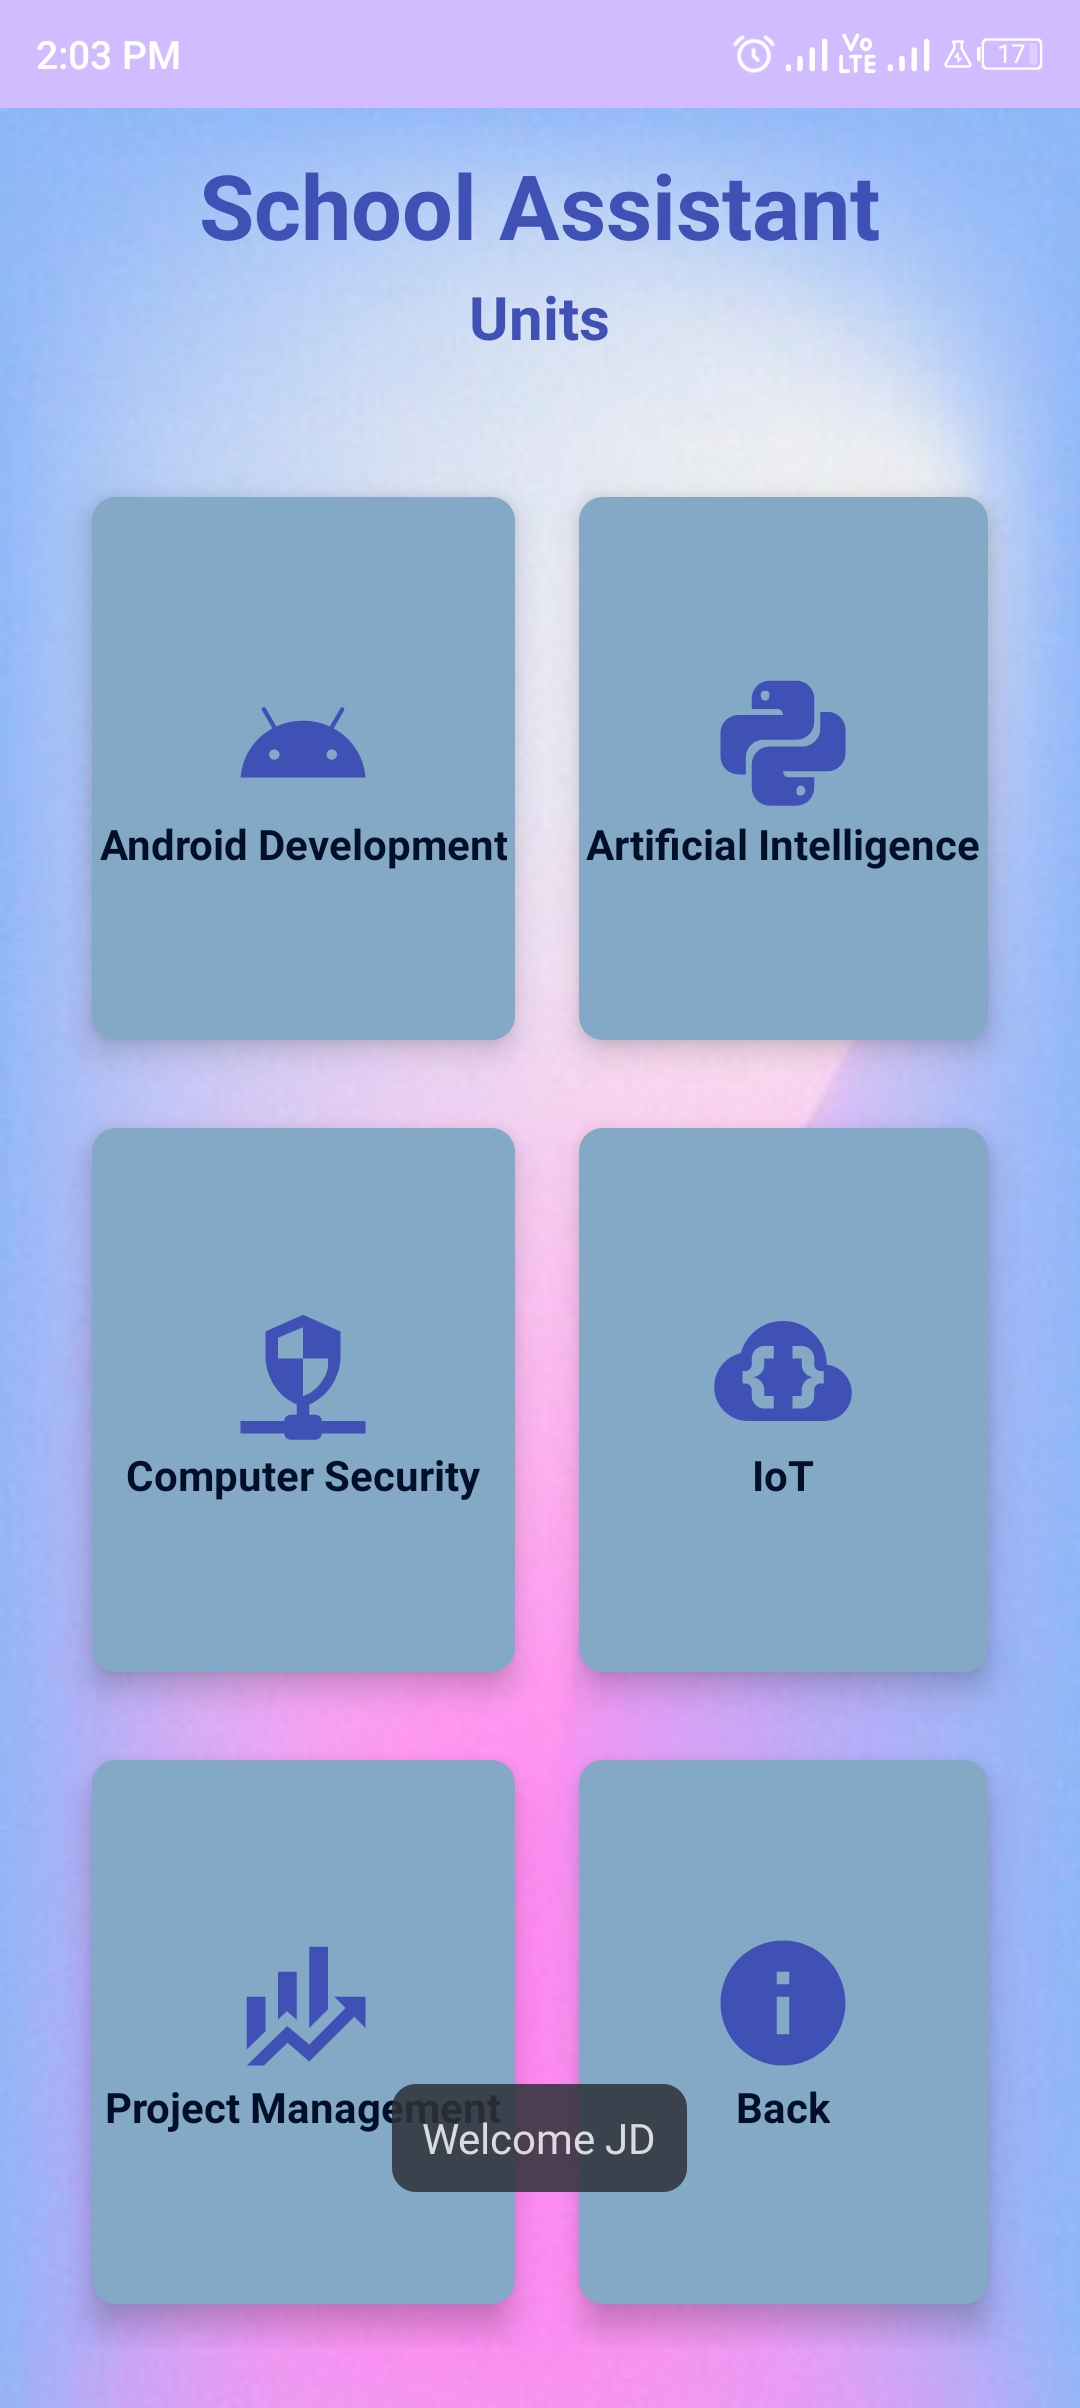 2:03 PM
Vo
LTE
17
School Assistant
Units
Android Development
Artificial Intelligence
Computer Security
IoT
Project Management
Back
Welcome JD